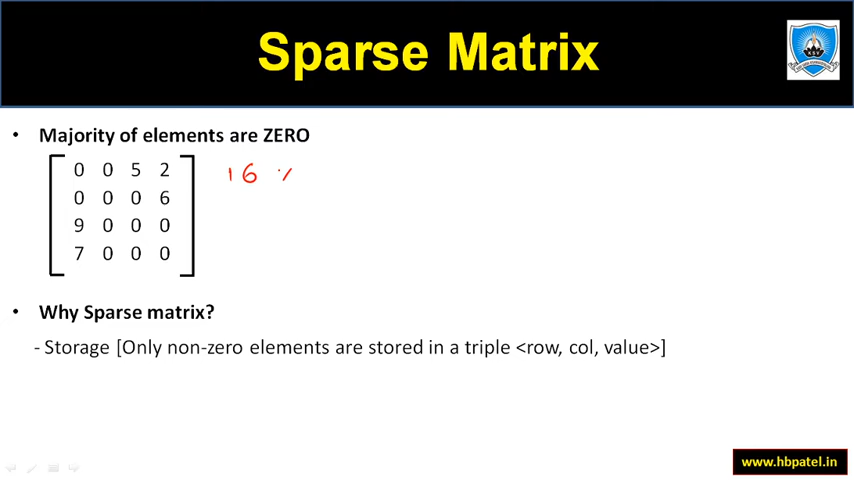 Sparse Matrix
• Majority of elements are ZERO
0 0 5 2
0 0 0 6
9 0 0 0
7 0 0 0
16
• Why Sparse matrix?
- Storage [Only non-zero elements are stored in a triple <row, col, value>]
www.hbpatel.in